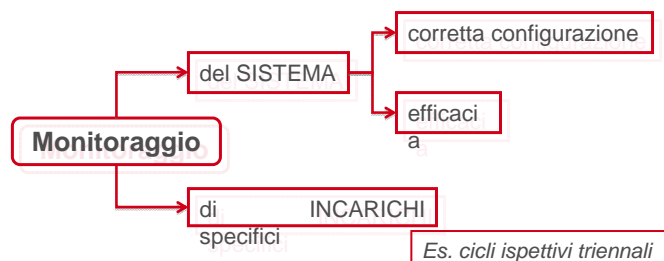 corretta configurazione
del SISTEMA
efficaci
a
Monitoraggio
di INCARICHI
specifici
Es. cicli ispettivi triennali